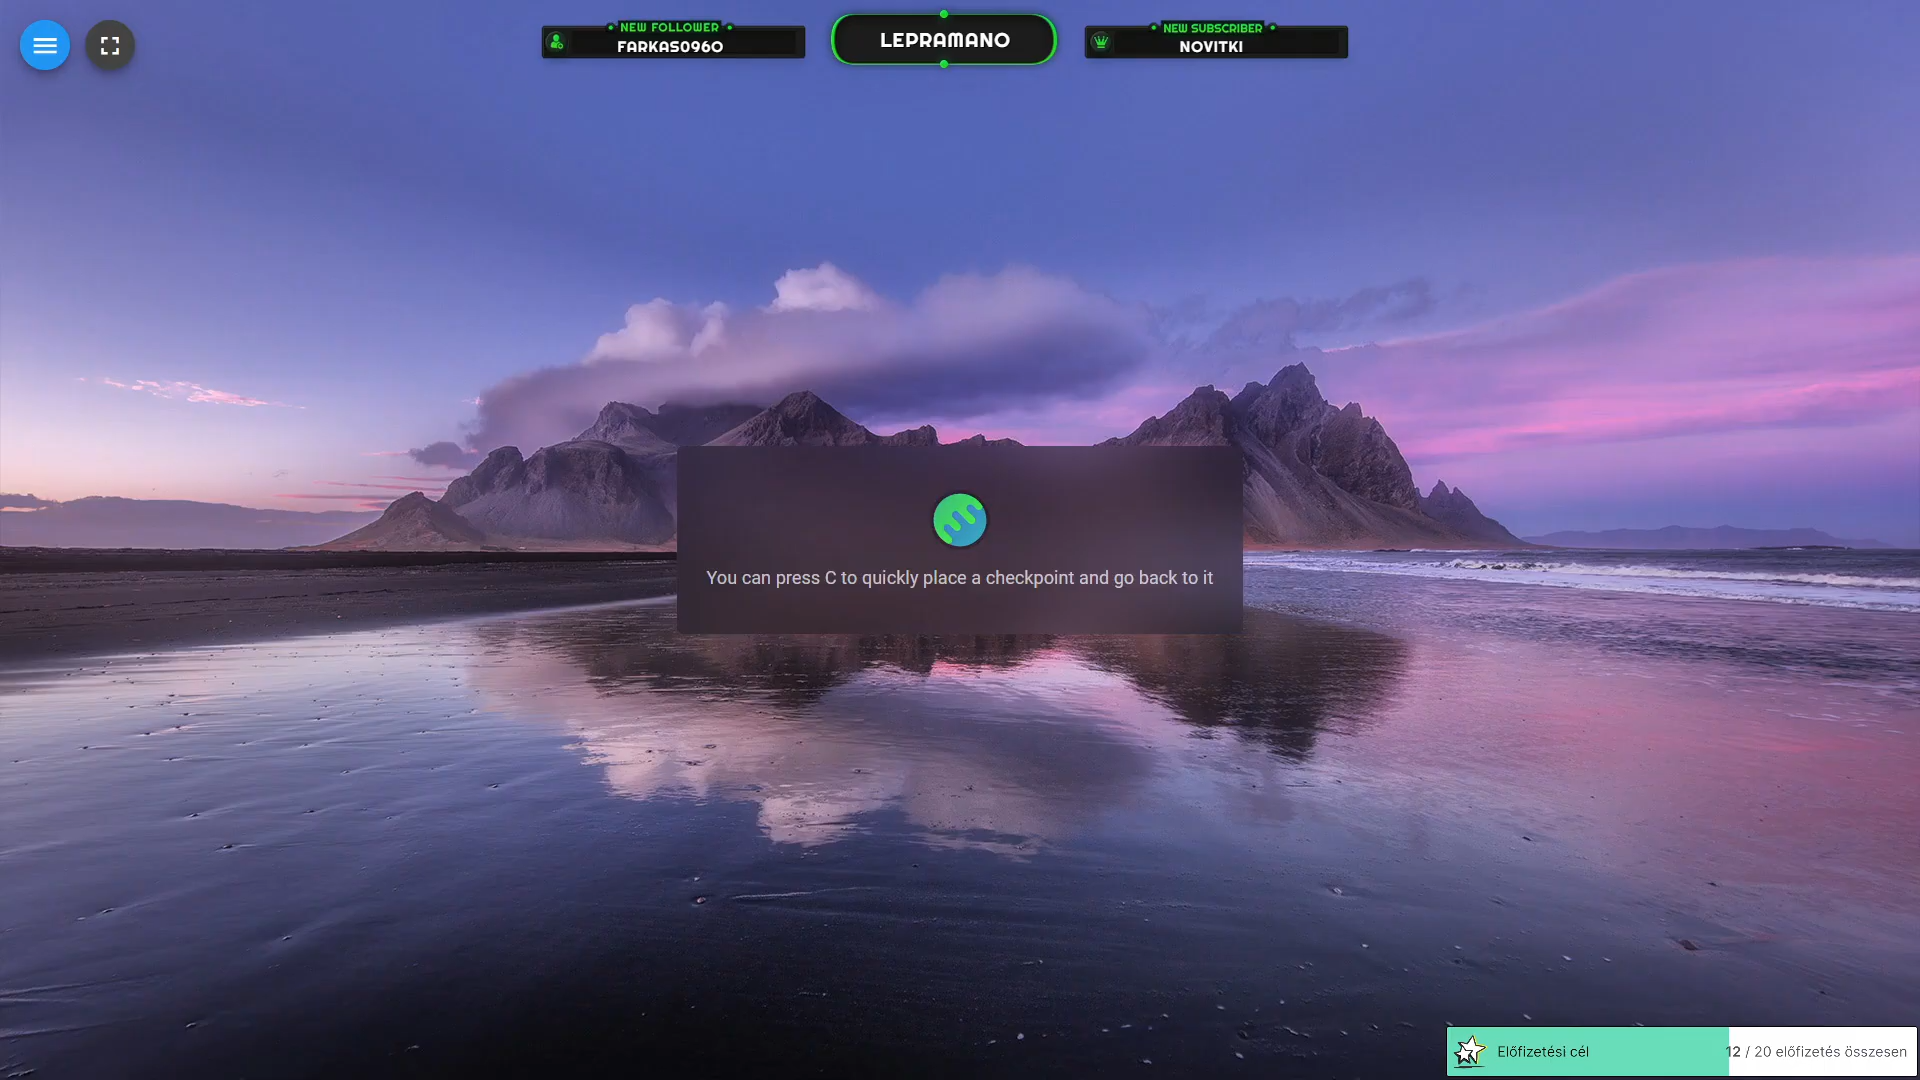 NEW FOLLOWER
FARKAS0960
LEPRAMANO
NEW SUBSCRIBER
NOVITKI
You can press C to quickly place a checkpoint and go back to it
Előfizetési cél
12 / 20 előfizetés összesen